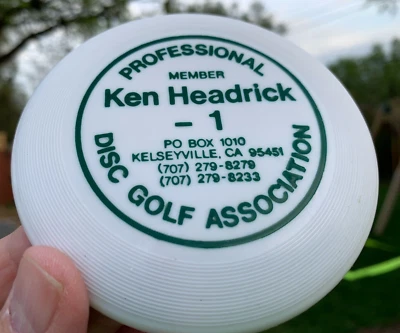 PROFESSIONAL
MEMBER
Ken Headrick
- 1
PO BOX 1010
KELSEYVILLE, CA 95451
(707) 279-8279
(707) 279-8233
DISC GOLF ASSOCIATION